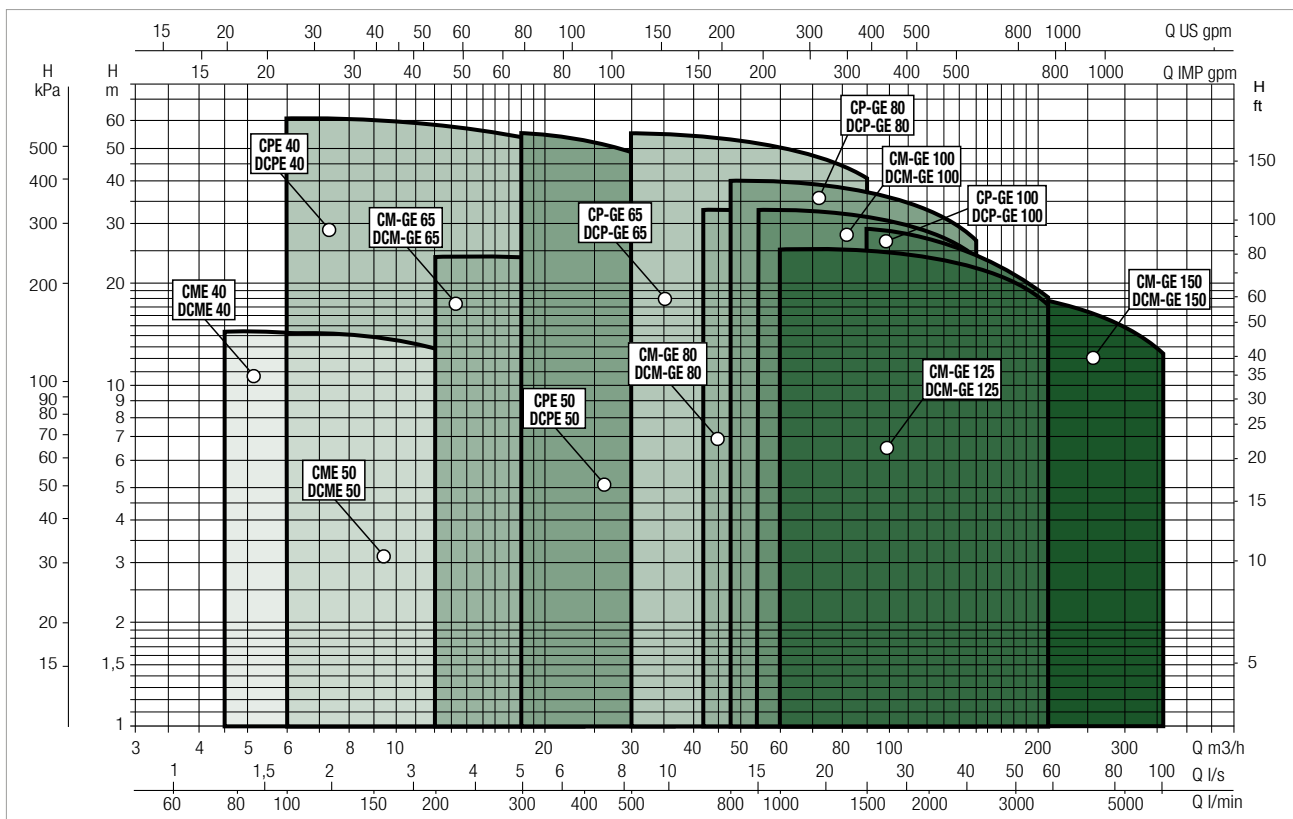 15 20 30 40 50 60 80 100 150 200 300 400 500 800 1000 Q US gpm
15 20 30 40 50 60 70 80 100 150 200 300 400 500 800 1000 Q IMP gpm
H
kPa
H
m
H
ft
500
400
300
200
100
90
80
70
60
50
40
30
20
15
60
50
40
30
20
10
9
8
7
6
5
4
3
2
1,5
1
150
100
80
60
50
40
35
30
25
20
15
10
5
CPE 40
DCPE 40
CM-GE 65
DCM-GE 65
CME 40
DCME 40
CME 50
DCME 50
CPE 50
DCPE 50
CP-GE 65
DCP-GE 65
CM-GE 80
DCM-GE 80
CP-GE 80
DCP-GE 80
CM-GE 100
DCM-GE 100
CP-GE 100
DCP-GE 100
CM-GE 125
DCM-GE 125
CM-GE 150
DCM-GE 150
3 4 5 6 8 10 20 30 40 50 60 80 100 200 300 Q m3/h
1 1,5 2 3 4 5 6 8 10 15 20 30 40 50 60 80 100 Q l/s
60 80 100 150 200 300 400 500 800 1000 1500 2000 3000 5000 Q l/min